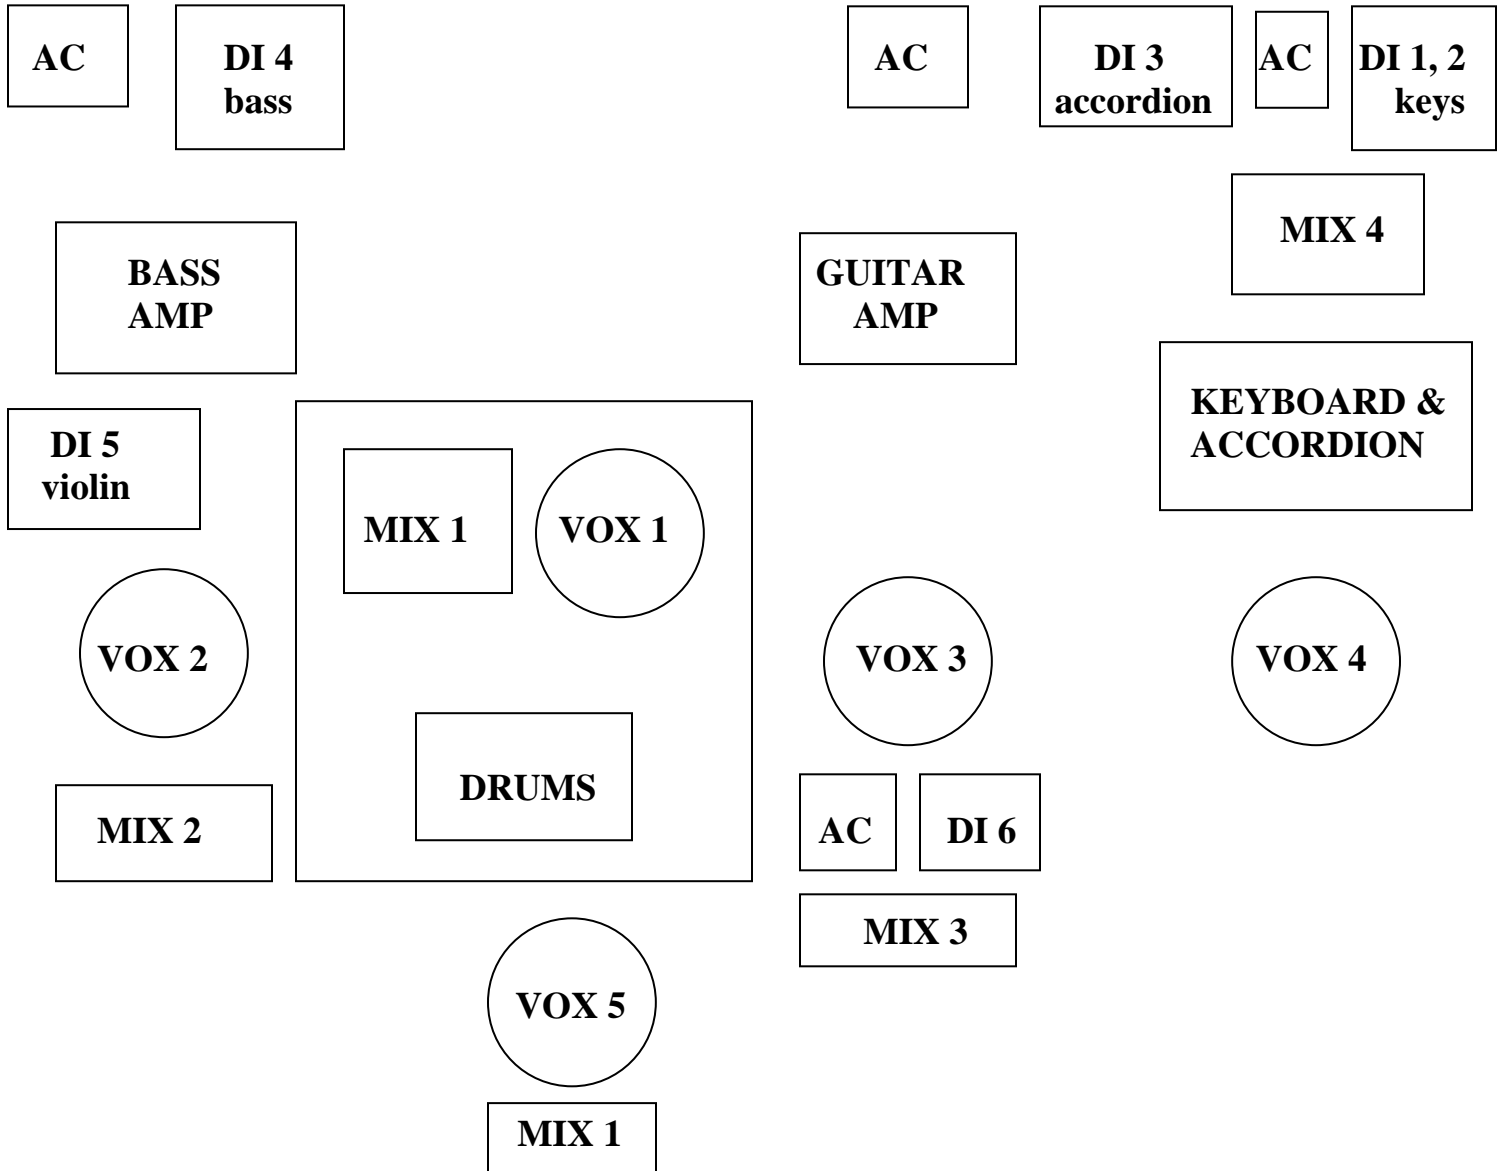 AC
DI 4
bass
AC
DI 3
accordion
AC
DI 1, 2
keys
MIX 4
BASS
AMP
GUITAR
AMP
KEYBOARD &
ACCORDION
DI 5
violin
MIX 1
VOX 1
VOX 2
VOX 3
VOX 4
DRUMS
MIX 2
AC
DI 6
MIX 3
VOX 5
MIX 1